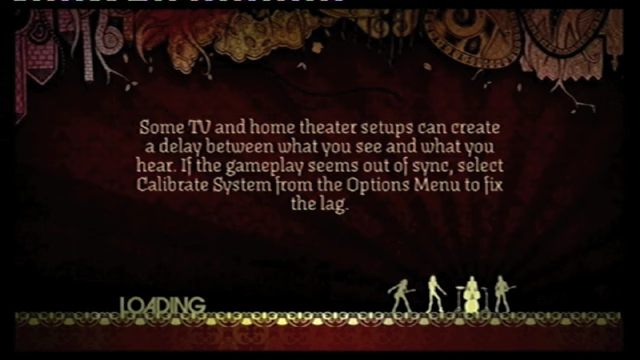 Some TV and home theater setups can create
a delay between what you see and what you
hear. If the gameplay seems out of sync, select
Calibrate System from the Options Menu to fix
the lag.
LOADING